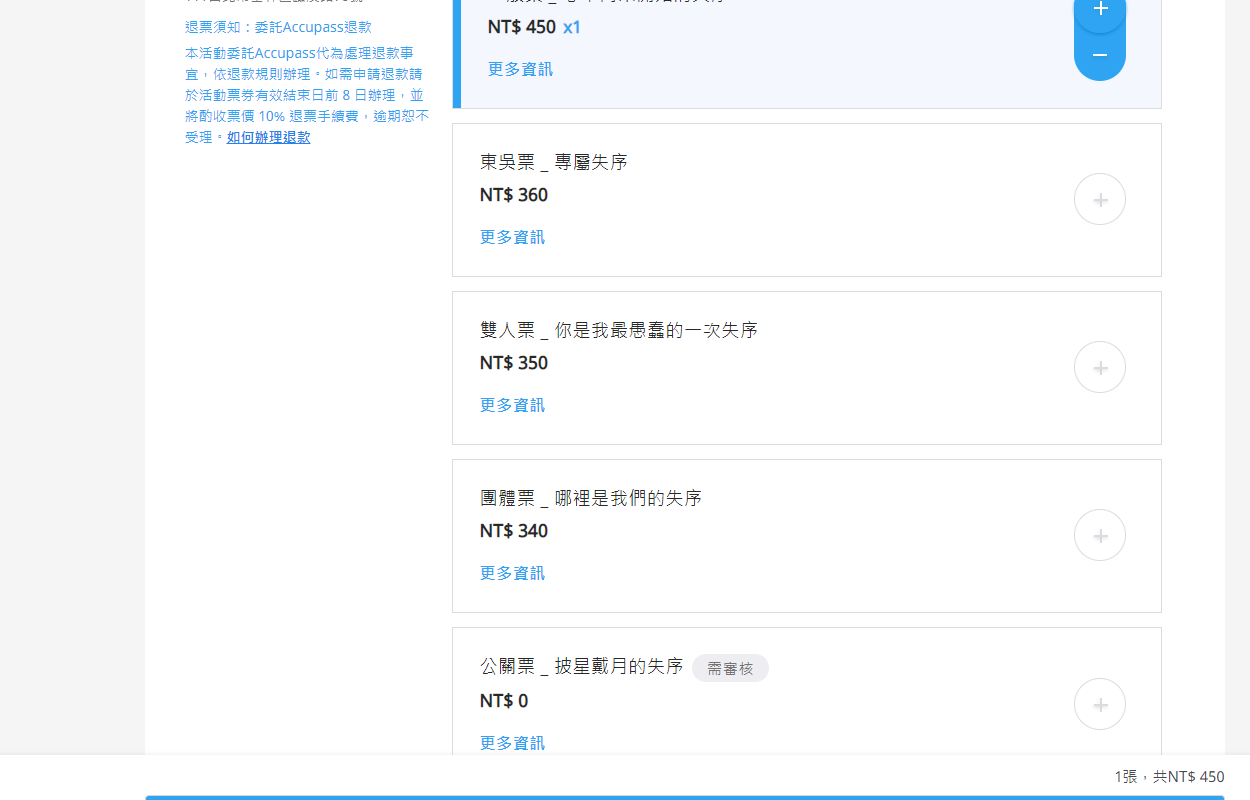 退票須知：委託Accupass退款
本活動委託Accupass代為處理退款事
宜，依退款規則辦理。如需申請退款請
於活動票券有效結束日前 8 日辦理，並
將酌收票價 10% 退票手續費，逾期恕不
受理。如何辦理退款
NT$ 450 x1
更多資訊
東吳票 _ 專屬失序
NT$ 360
更多資訊
雙人票 _ 你是我最愚蠢的一次失序
NT$ 350
更多資訊
團體票 _ 哪裡是我們的失序
NT$ 340
更多資訊
公關票 _ 披星戴月的失序 需審核
NT$ 0
更多資訊
1張，共NT$ 450